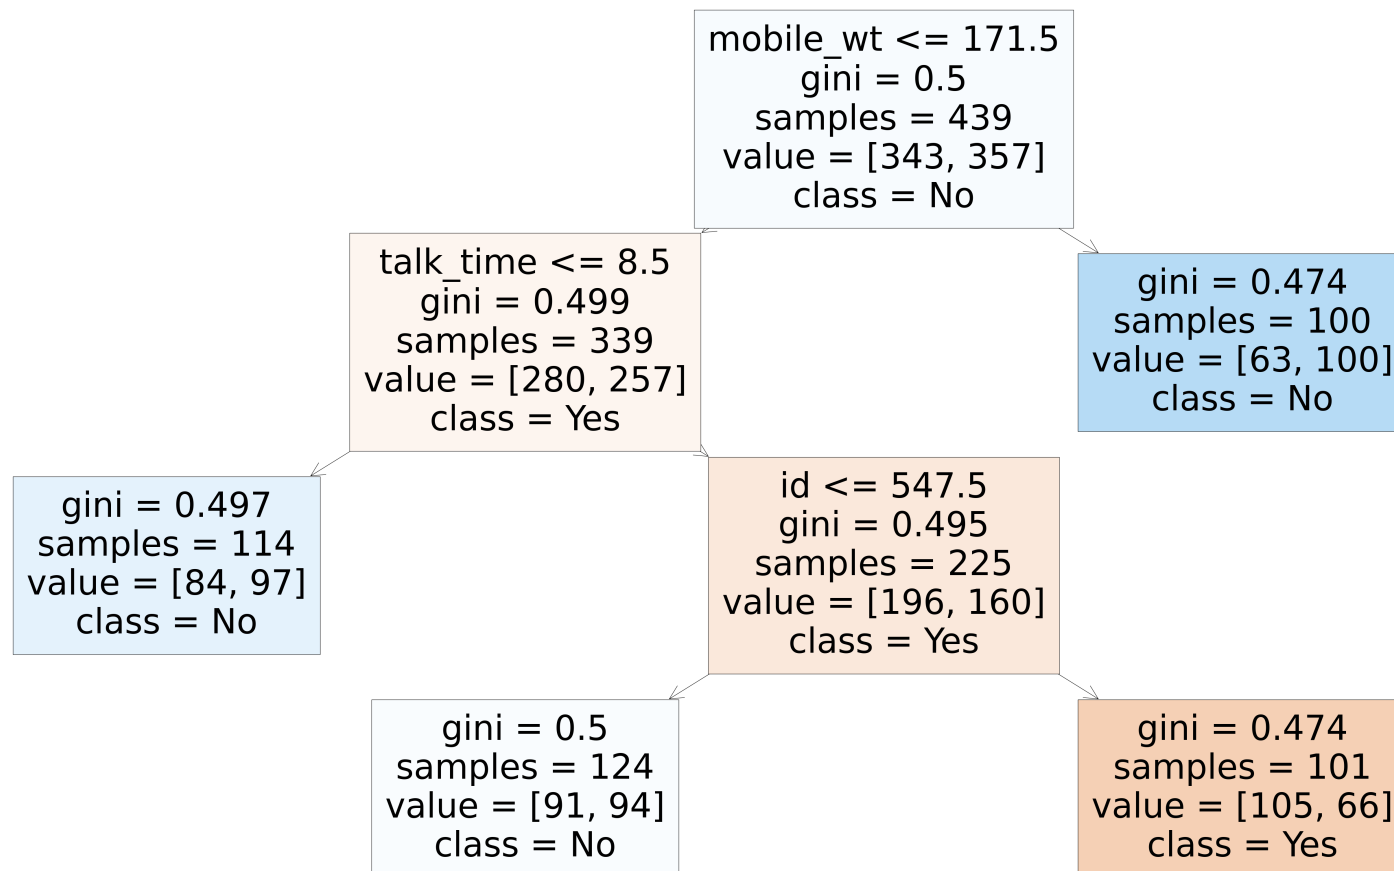 mobile_wt <= 171.5
gini = 0.5
samples = 439
value = [343, 357]
class = No
talk_time <= 8.5
gini = 0.499
samples = 339
value = [280, 257]
class = Yes
gini = 0.474
samples = 100
value = [63, 100]
class = No
gini = 0.497
samples = 114
value = [84, 97]
class = No
id <= 547.5
gini = 0.495
samples = 225
value = [196, 160]
class = Yes
gini = 0.5
samples = 124
value = [91, 94]
class = No
gini = 0.474
samples = 101
value = [105, 66]
class = Yes